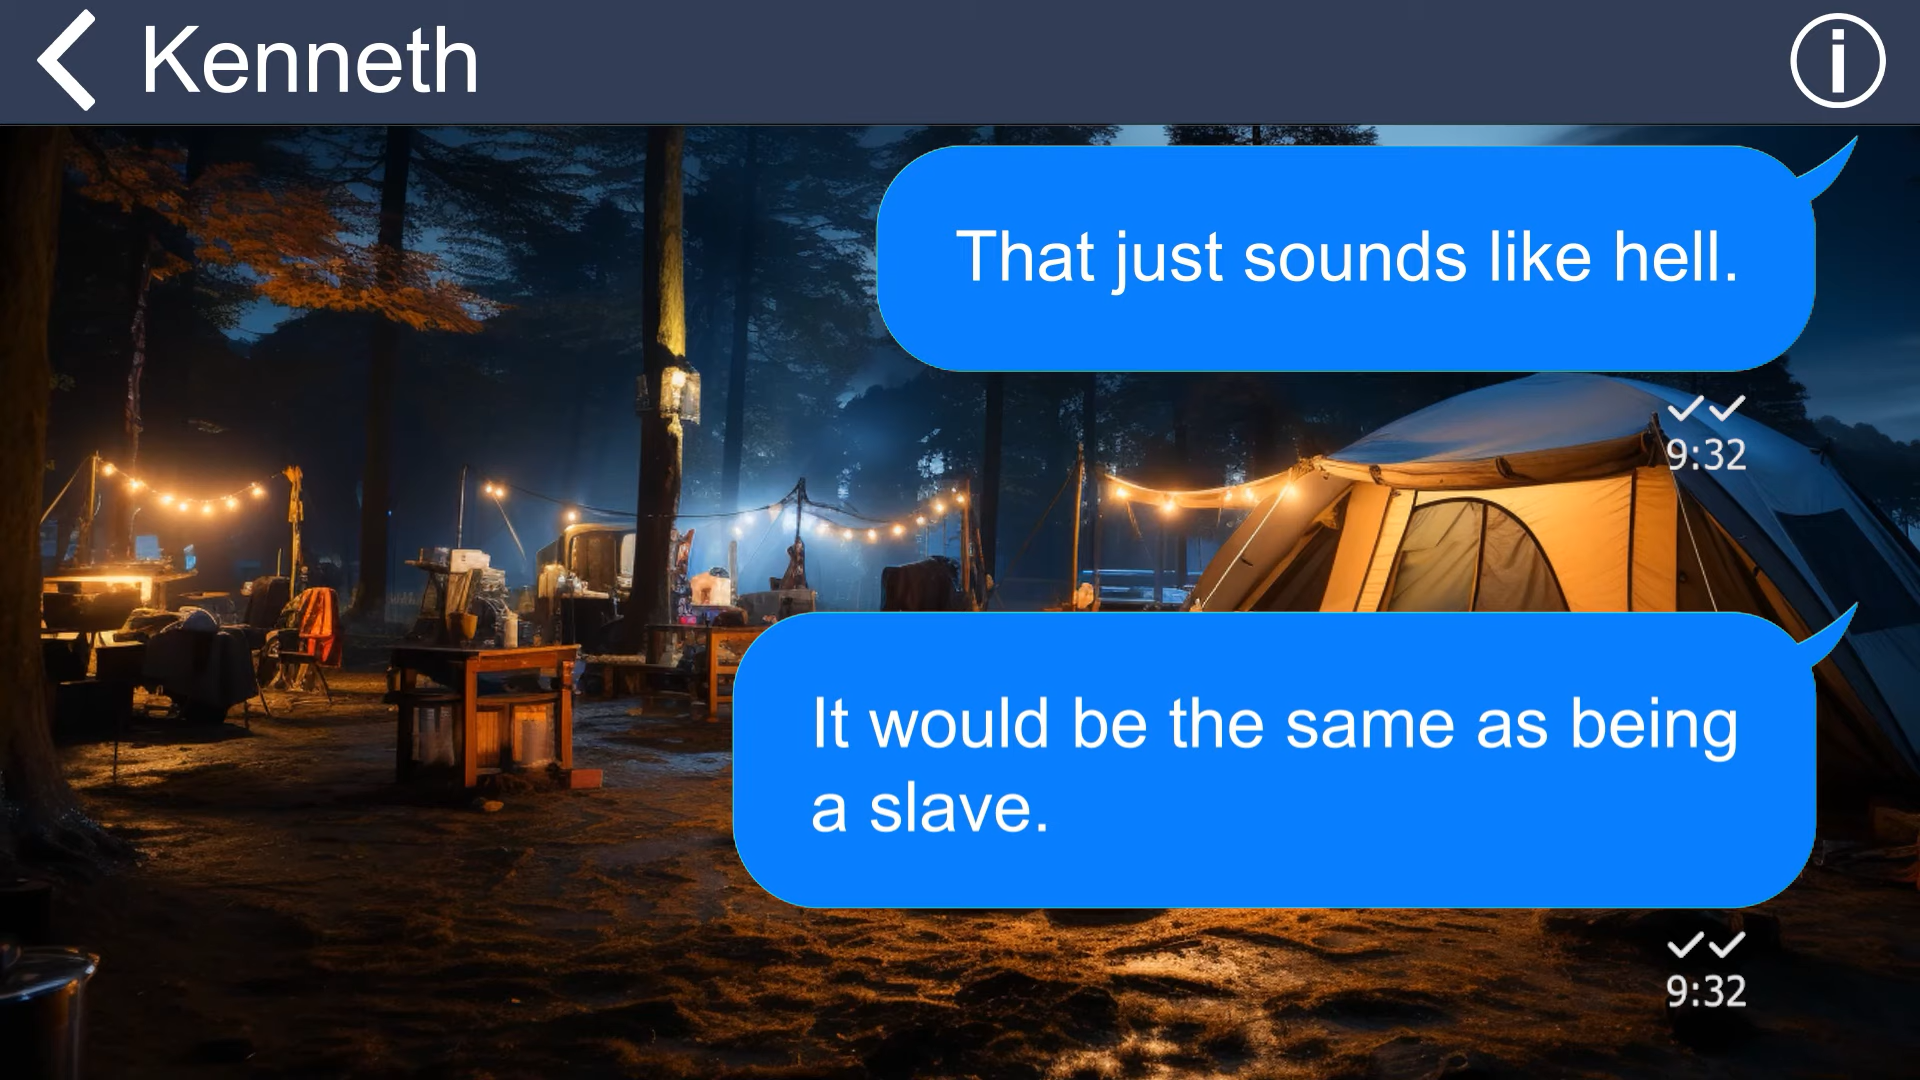 Kenneth
That just sounds like hell.
9:32
It would be the same as being
a slave.
9:32